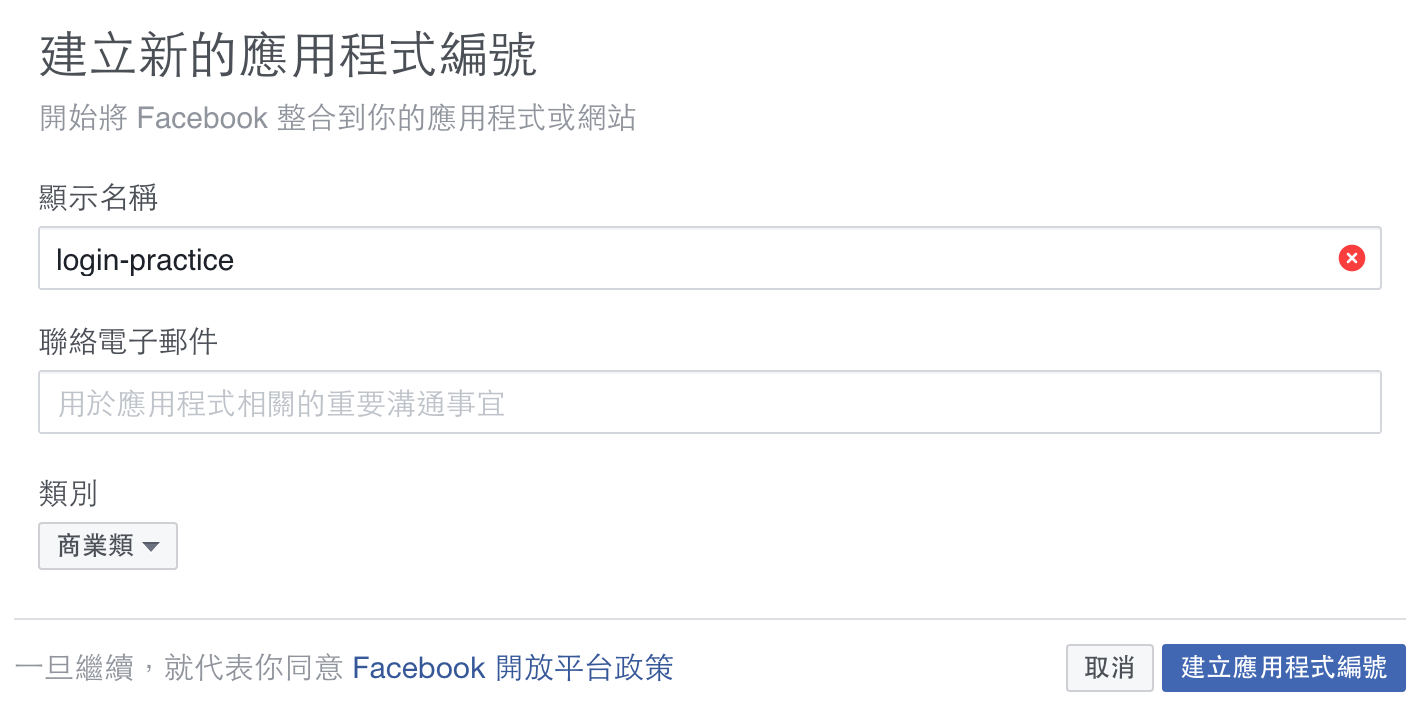 建立新的應用程式編號
開始將 Facebook 整合到你的應用程式或網站
顯示名稱
login-practice
聯絡電子郵件
用於應用程式相關的重要溝通事宜
類別
商業類
一旦繼續，就代表你同意 Facebook 開放平台政策
取消
建立應用程式編號